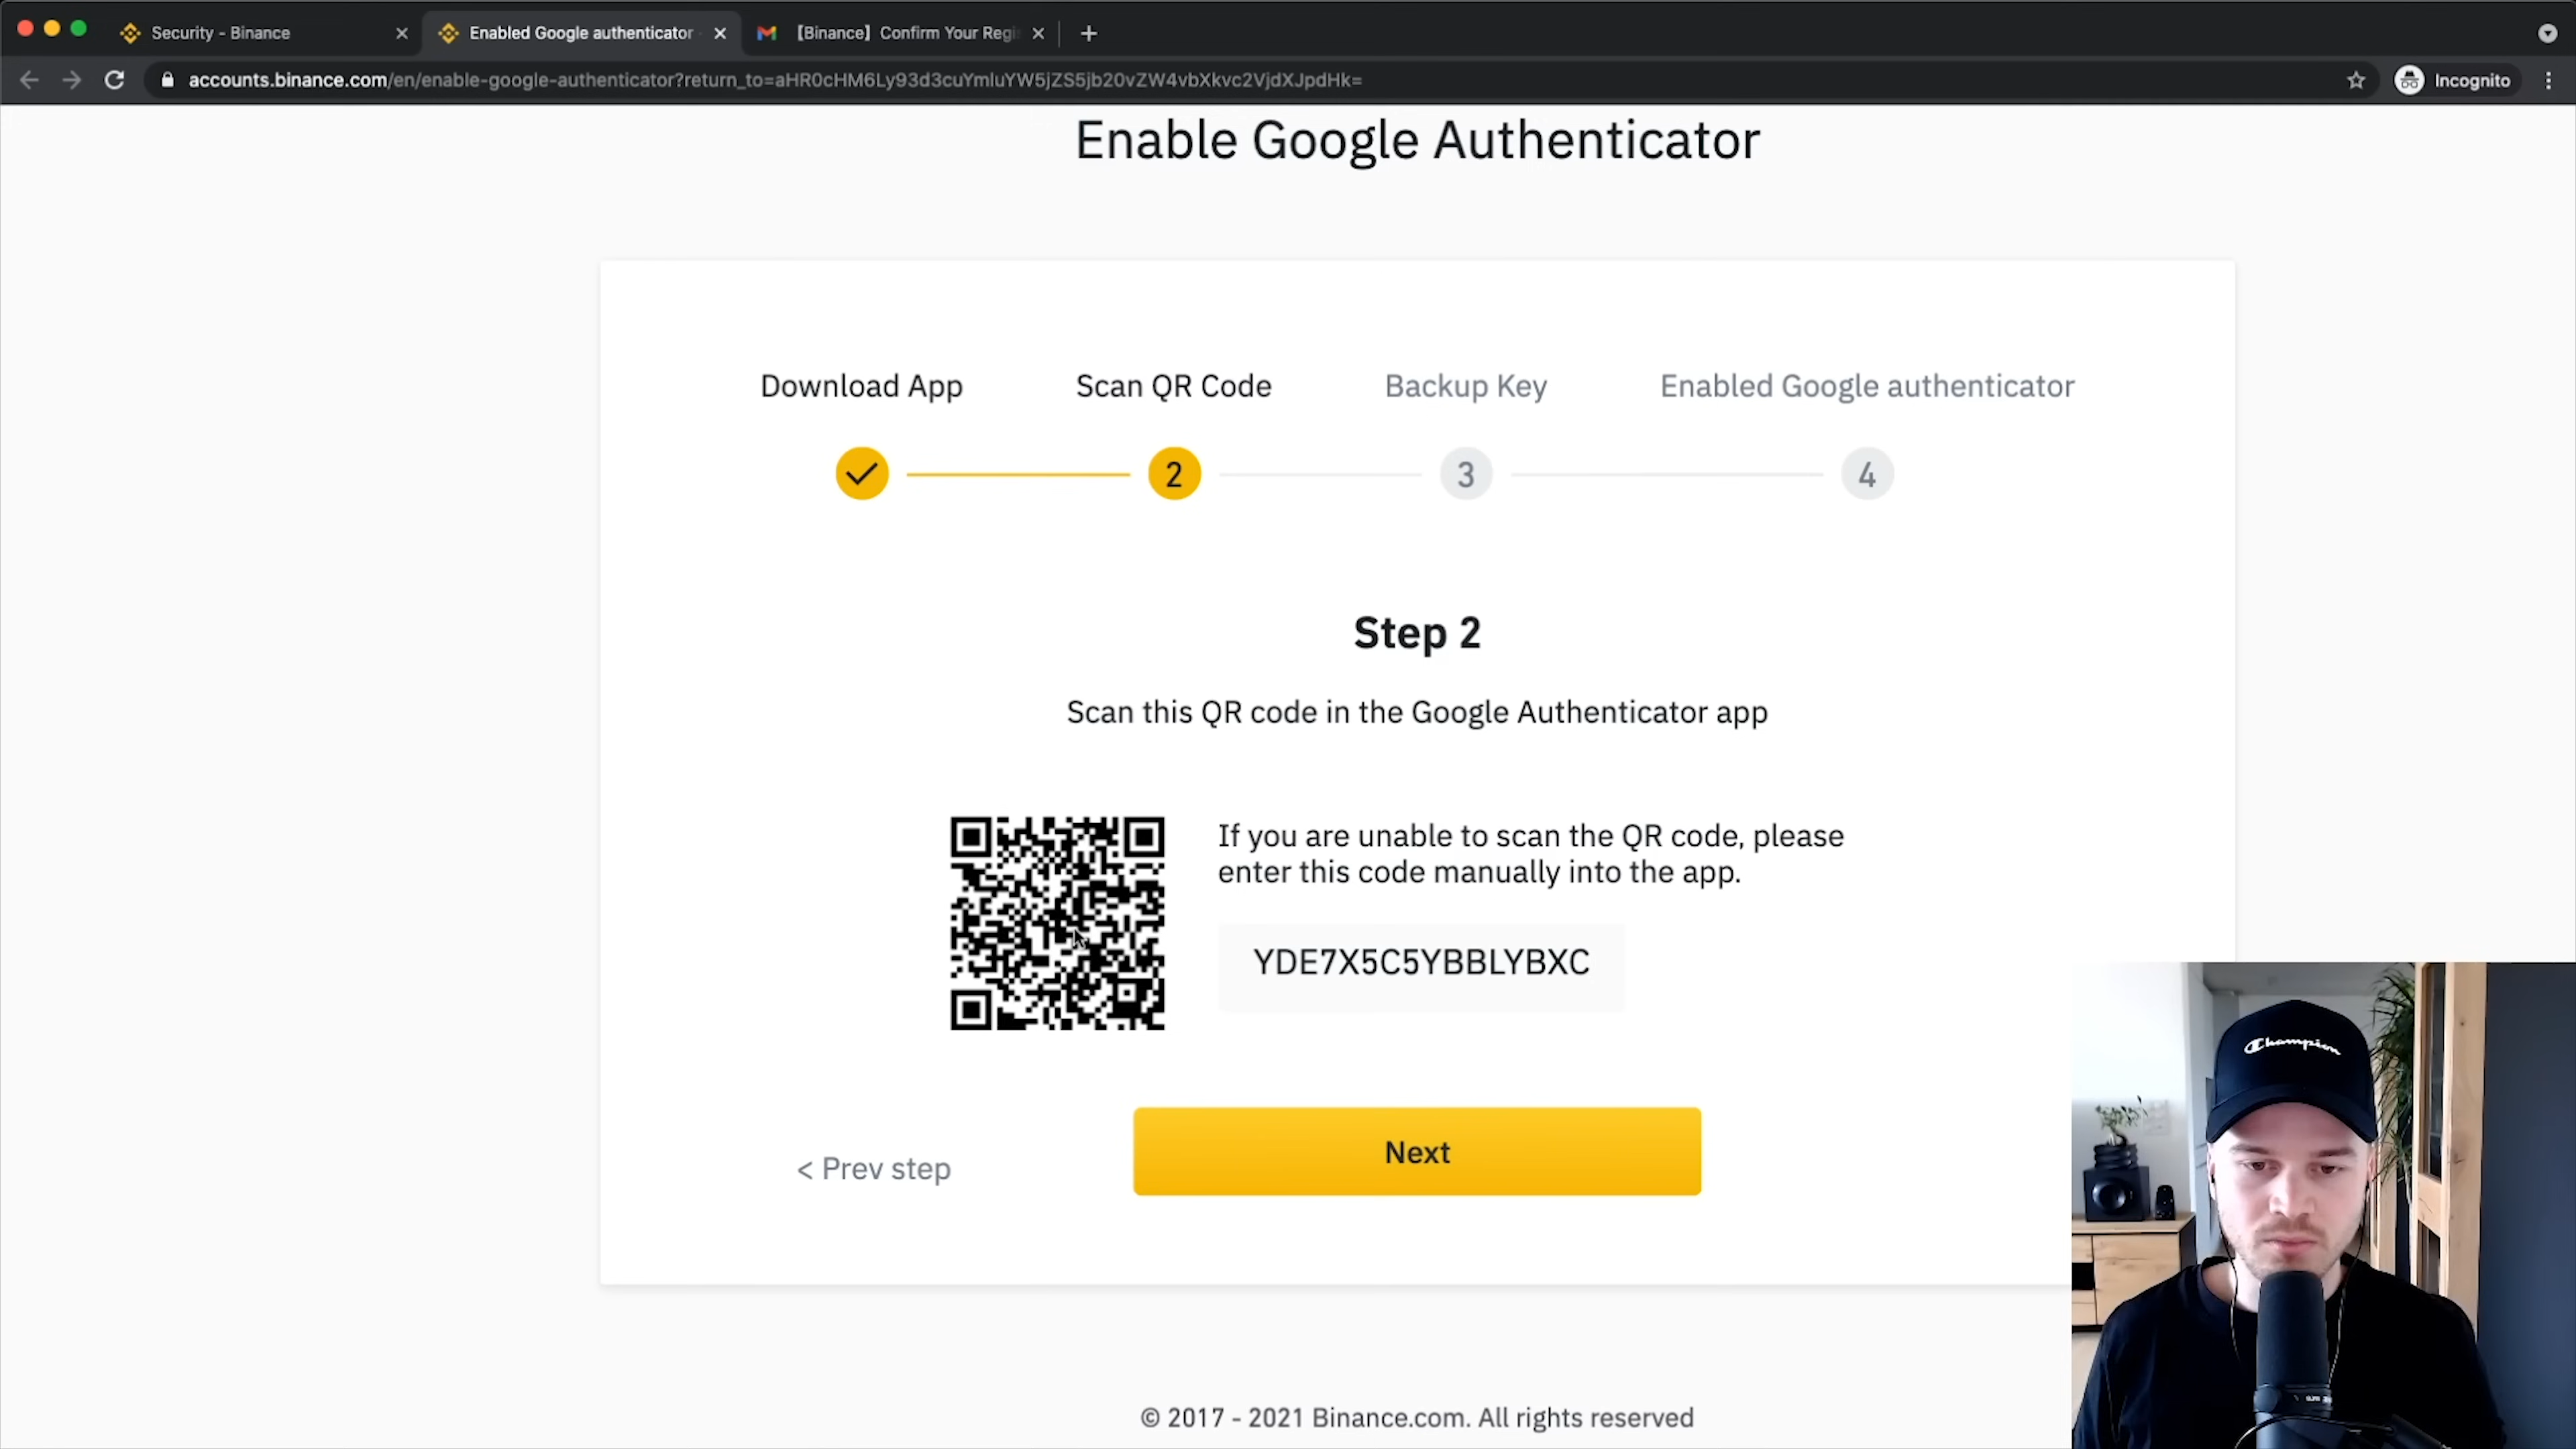 Security - Binance
Enabled Google authenticator
【Binance】Confirm Your Regi
accounts.binance.com/en/enable-google-authenticator?return_to=aHR0cHM6Ly93d3cuYmluYW5jZS5jb20vZW4vbXkvc2VjdXJpdHk=
Incognito
Enable Google Authenticator
Download App
Scan QR Code
Backup Key
Enabled Google authenticator
2
3
4
Step 2
Scan this QR code in the Google Authenticator app
If you are unable to scan the QR code, please
enter this code manually into the app.
YDE7X5C5YBBLYBXC
< Prev step
Next
Champion
© 2017 - 2021 Binance.com. All rights reserved